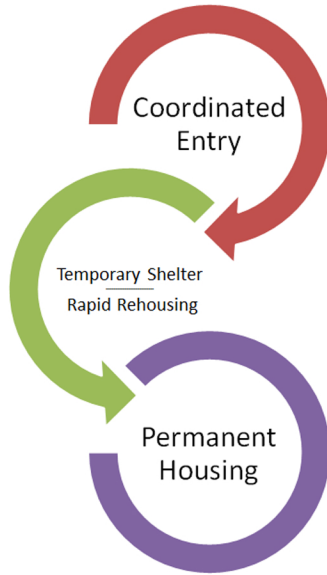 Coordinated
Entry
Temporary Shelter
Rapid Rehousing
Permanent
Housing